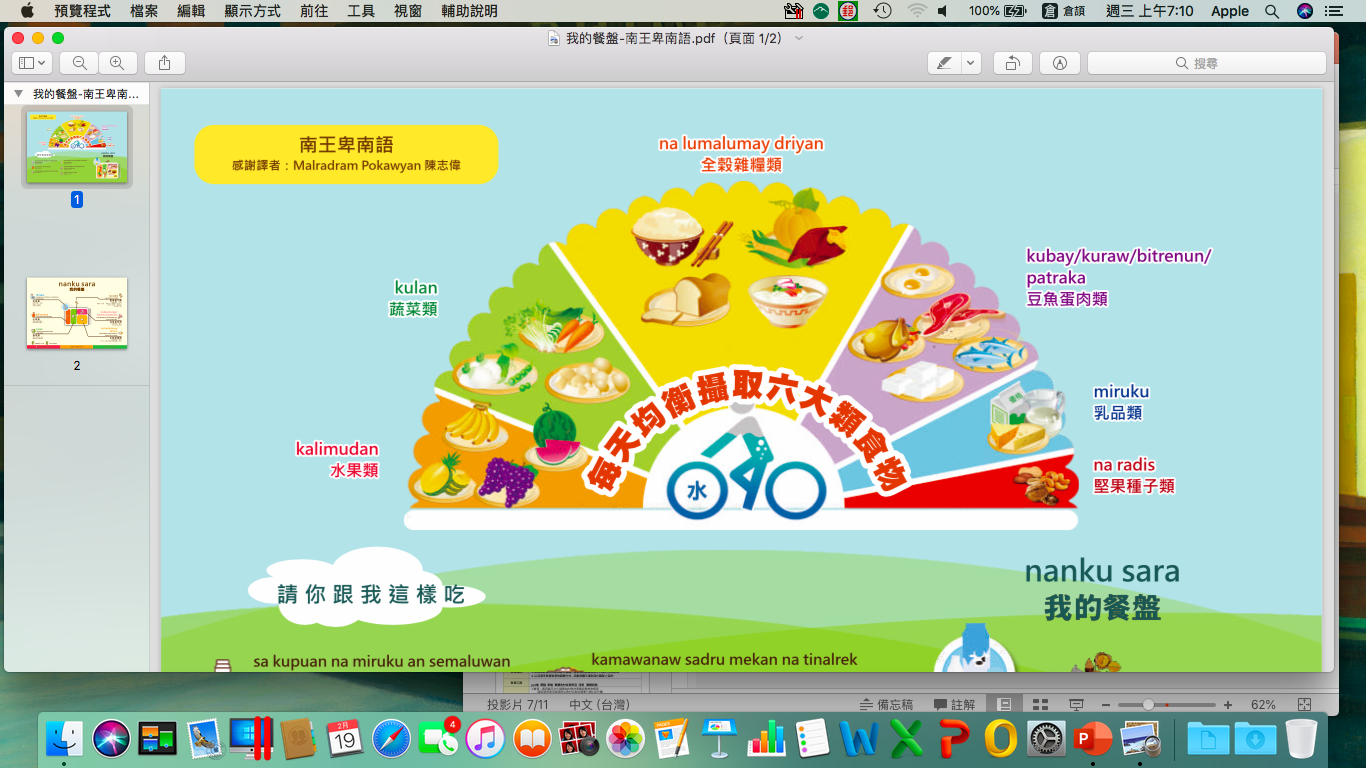 預覽程式 檔案 編輯 顯示方式 前往 工具 視窗 輔助說明
100% 倉 倉頡 週三 上午7:10 Apple
我的餐盤-南王卑南語.pdf（頁面 1/2）
搜尋
我的餐盤-南王卑南...
1
nanku sara
我的餐盤
2
南王卑南語
感謝譯者：Malradram Pokawyan 陳志偉
na lumalumay driyan
全穀雜糧類
kulan
蔬菜類
kubay/kuraw/bitrenun/
patraka
豆魚蛋肉類
kalimudan
水果類
miruku
乳品類
na radis
堅果種子類
每天均衡攝取六大類食物
水
請你跟我這樣吃
nanku sara
我的餐盤
sa kupuan na miruku an semaluwan
kamawanaw sadru mekan na tinalrek
投影片 7/11 中文 (台灣)
備忘稿 註解
62%
2月
19
4